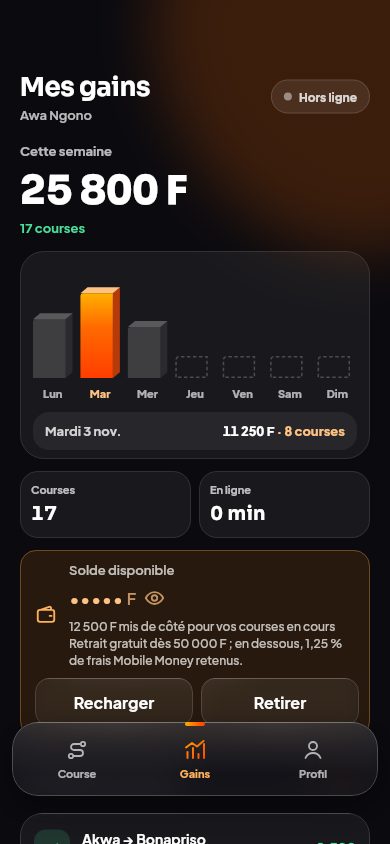 Mes gains
Hors ligne
Awa Ngono
Cette semaine
25 800 F
17 courses
Lun Mar Mer Jeu Ven Sam Dim
Mardi 3 nov. 11 250 F · 8 courses
Courses
17
En ligne
0 min
Solde disponible
••••• F
12 500 F mis de côté pour vos courses en cours
Retrait gratuit dès 50 000 F ; en dessous, 1,25 %
de frais Mobile Money retenus.
Recharger Retirer
Course Gains Profil
Akwa → Bonapriso